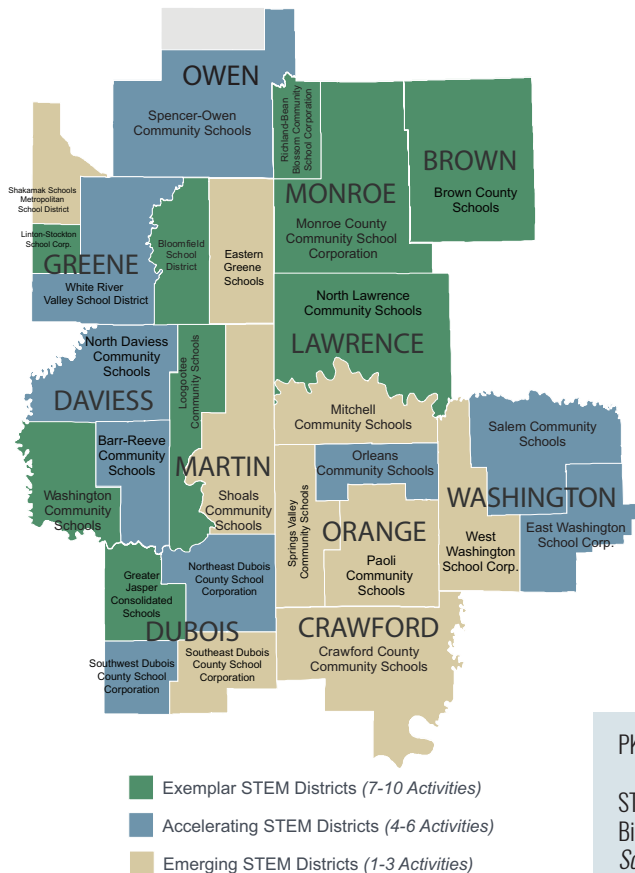 OWEN
Spencer-Owen
Community Schools
Richland-Bean
Blossom Community
School Corporation
MONROE
Monroe County
Community School
Corporation
BROWN
Brown County
Schools
Shakamak Schools
Metropolitan
School District
Linton-Stockton
School Corp.
GREENE
White River
Valley School District
Bloomfield
School
District
Eastern
Greene
Schools
North Lawrence
Community Schools
LAWRENCE
North Daviess
Community
Schools
DAVIESS
Loogootee
Community Schools
Barr-Reeve
Community
Schools
Washington
Community
Schools
MARTIN
Shoals
Community
Schools
Mitchell
Community Schools
Orleans
Community Schools
Springs Valley
Community Schools
ORANGE
Paoli
Community
Schools
Salem Community
Schools
WASHINGTON
West
Washington
School Corp.
East Washington
School Corp.
Greater
Jasper
Consolidated
Schools
Northeast Dubois
County School
Corporation
DUBOIS
Southwest Dubois
County School
Corporation
Southeast Dubois
County School
Corporation
CRAWFORD
Crawford County
Community Schools
Exemplar STEM Districts (7-10 Activities)
Accelerating STEM Districts (4-6 Activities)
Emerging STEM Districts (1-3 Activities)
PK
ST
Bi